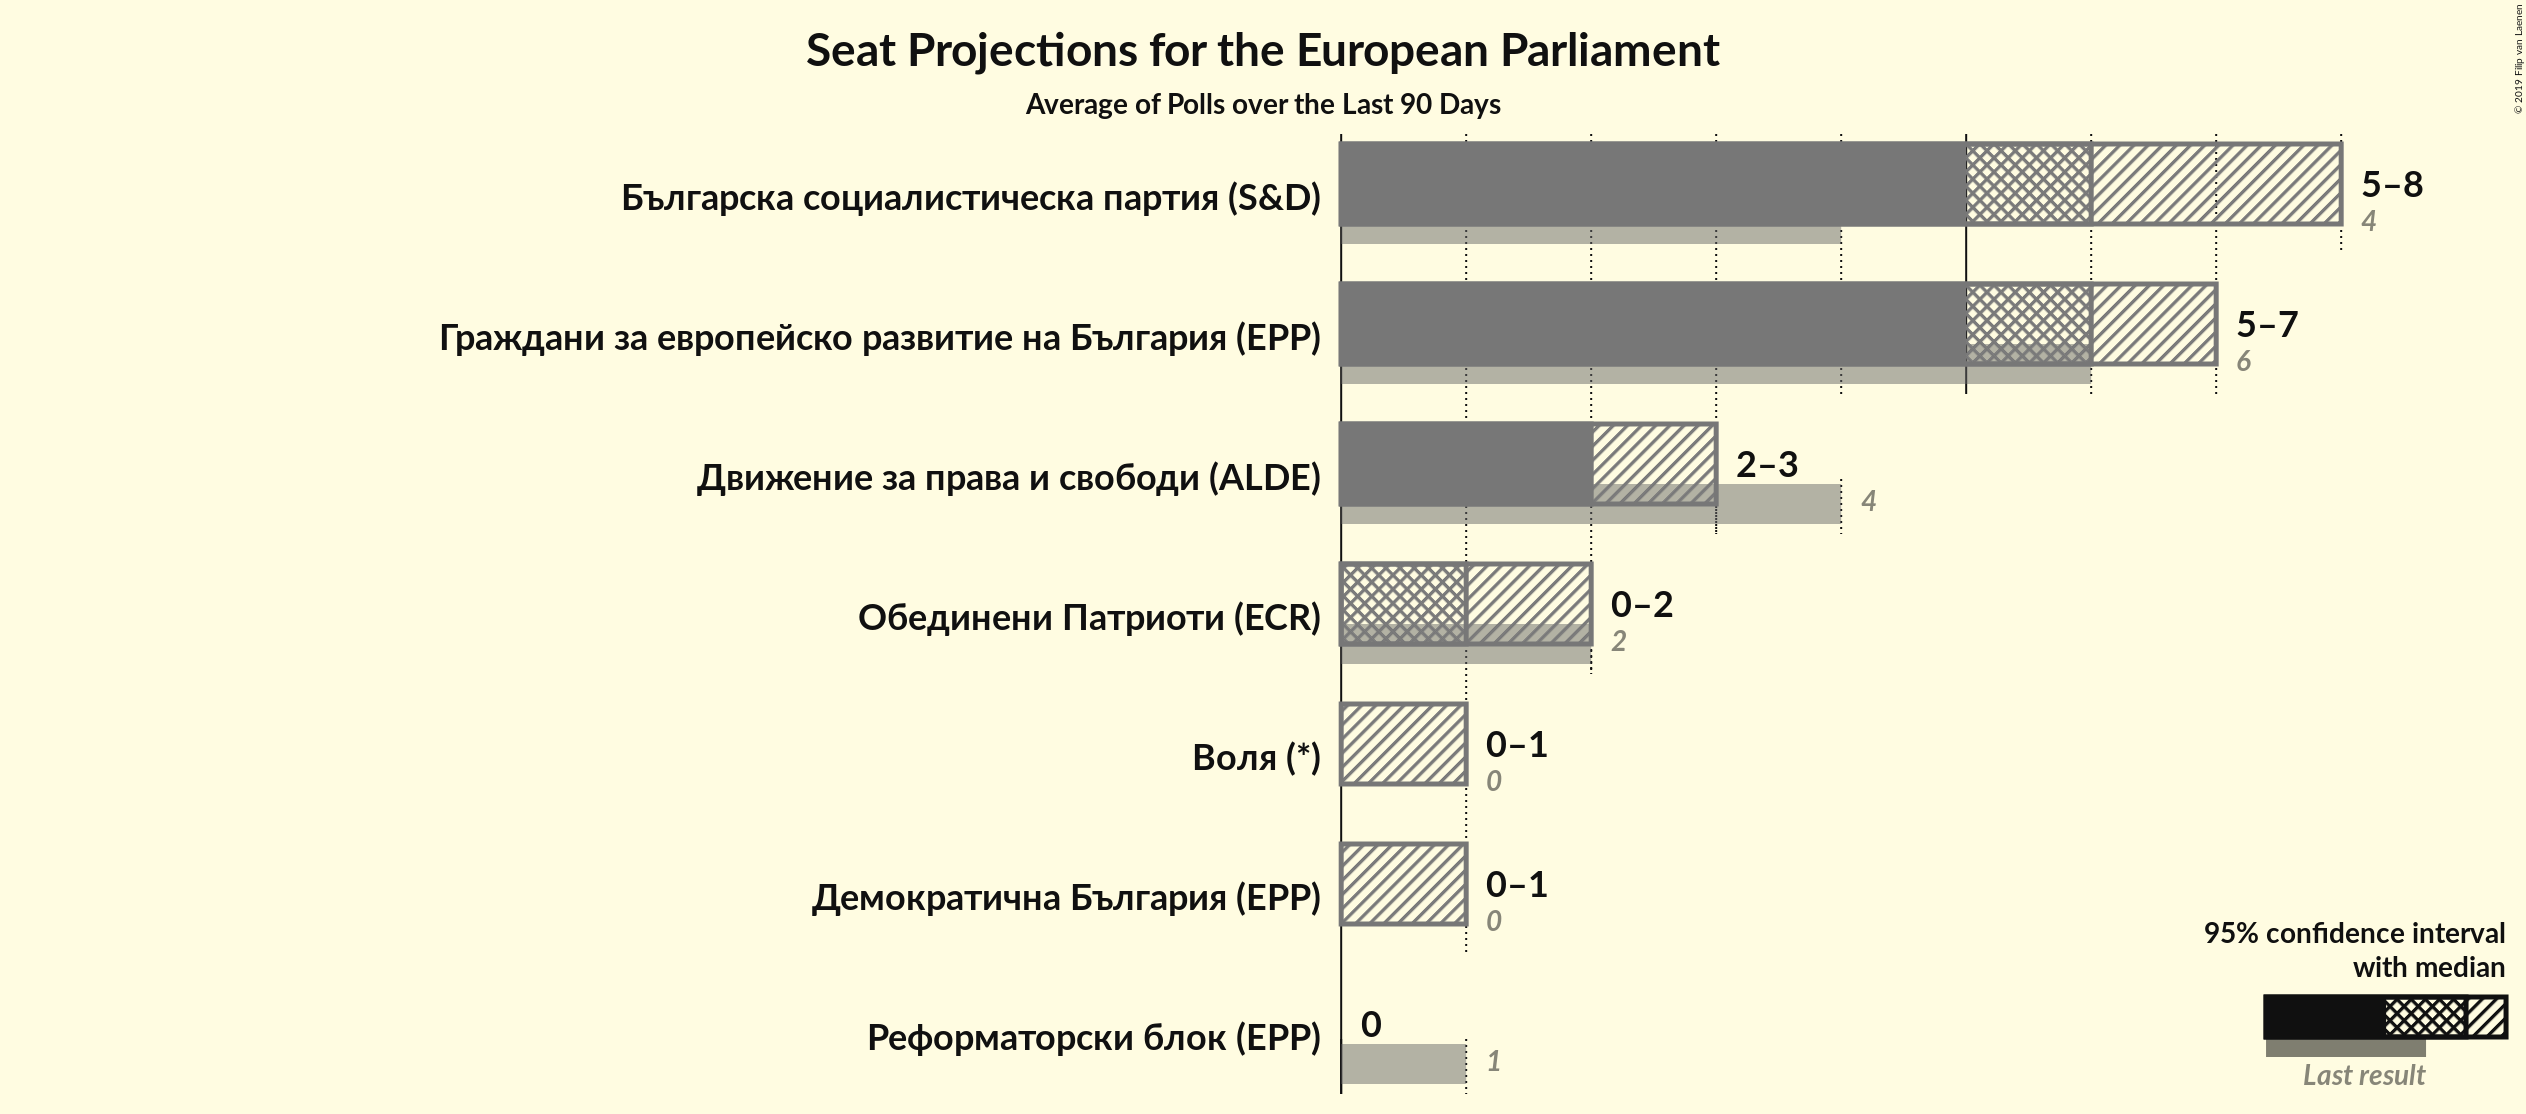 Seat Projections for the European Parliament
Average of Polls over the Last 90 Days
© 2019 Filip van Laenen
Българска социалистическа партия (S&D)
5–8
4
Граждани за европейско развитие на България (EPP)
5–7
6
Движение за права и свободи (ALDE)
2–3
4
Обединени Патриоти (ECR)
0–2
2
Воля (*)
0–1
0
Демократична България (EPP)
0–1
0
Реформаторски блок (EPP)
0
1
95% confidence interval
with median
Last result